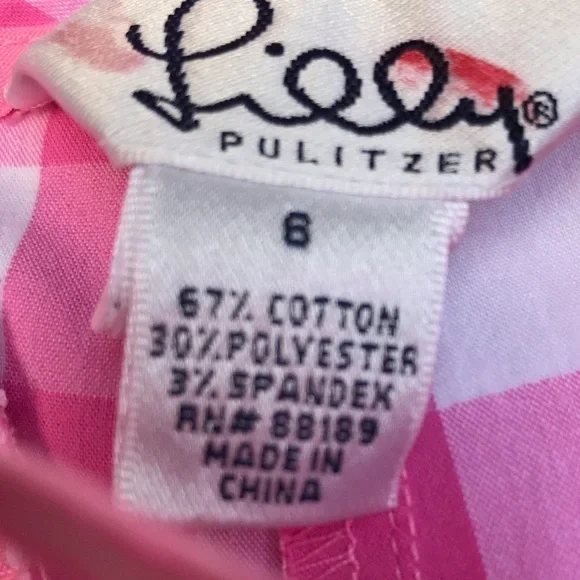 Lilly®
PULITZER
6
67% COTTON
30% POLYESTER
3% SPANDEX
RN# 88189
MADE IN
CHINA